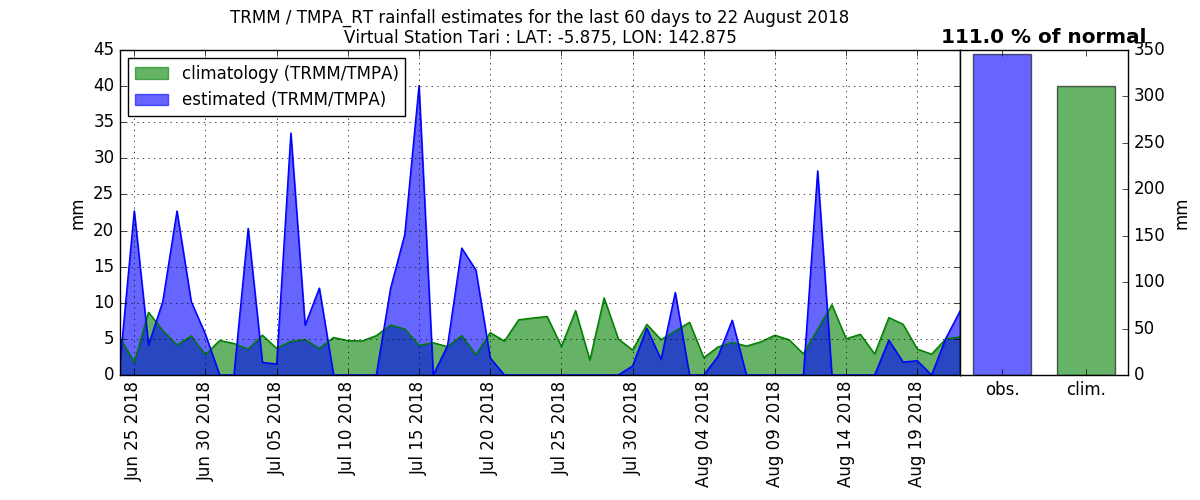 TRMM / TMPA_RT rainfall estimates for the last 60 days to 22 August 2018
Virtual Station Tari : LAT: -5.875, LON: 142.875
111.0 % of normal
climatology (TRMM/TMPA)
estimated (TRMM/TMPA)
45
40
35
30
25
20
15
10
5
0
mm
Jun 25 2018
Jun 30 2018
Jul 05 2018
Jul 10 2018
Jul 15 2018
Jul 20 2018
Jul 25 2018
Jul 30 2018
Aug 04 2018
Aug 09 2018
Aug 14 2018
Aug 19 2018
obs.
clim.
350
300
250
200
150
100
50
0
mm